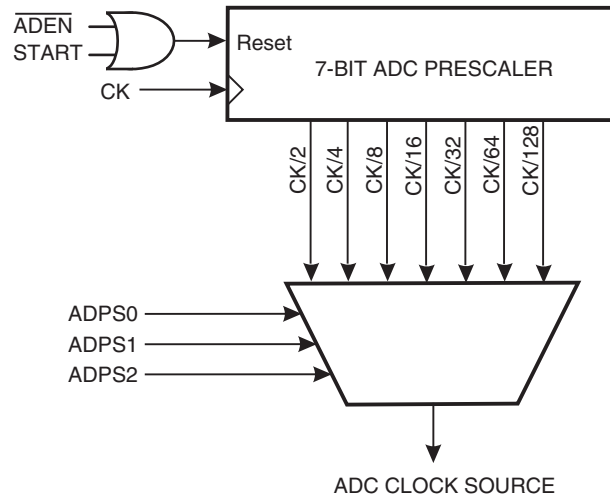 ADEN
START
Reset
7-BIT ADC PRESCALER
CK
CK/2
CK/4
CK/8
CK/16
CK/32
CK/64
CK/128
ADPS0
ADPS1
ADPS2
ADC CLOCK SOURCE